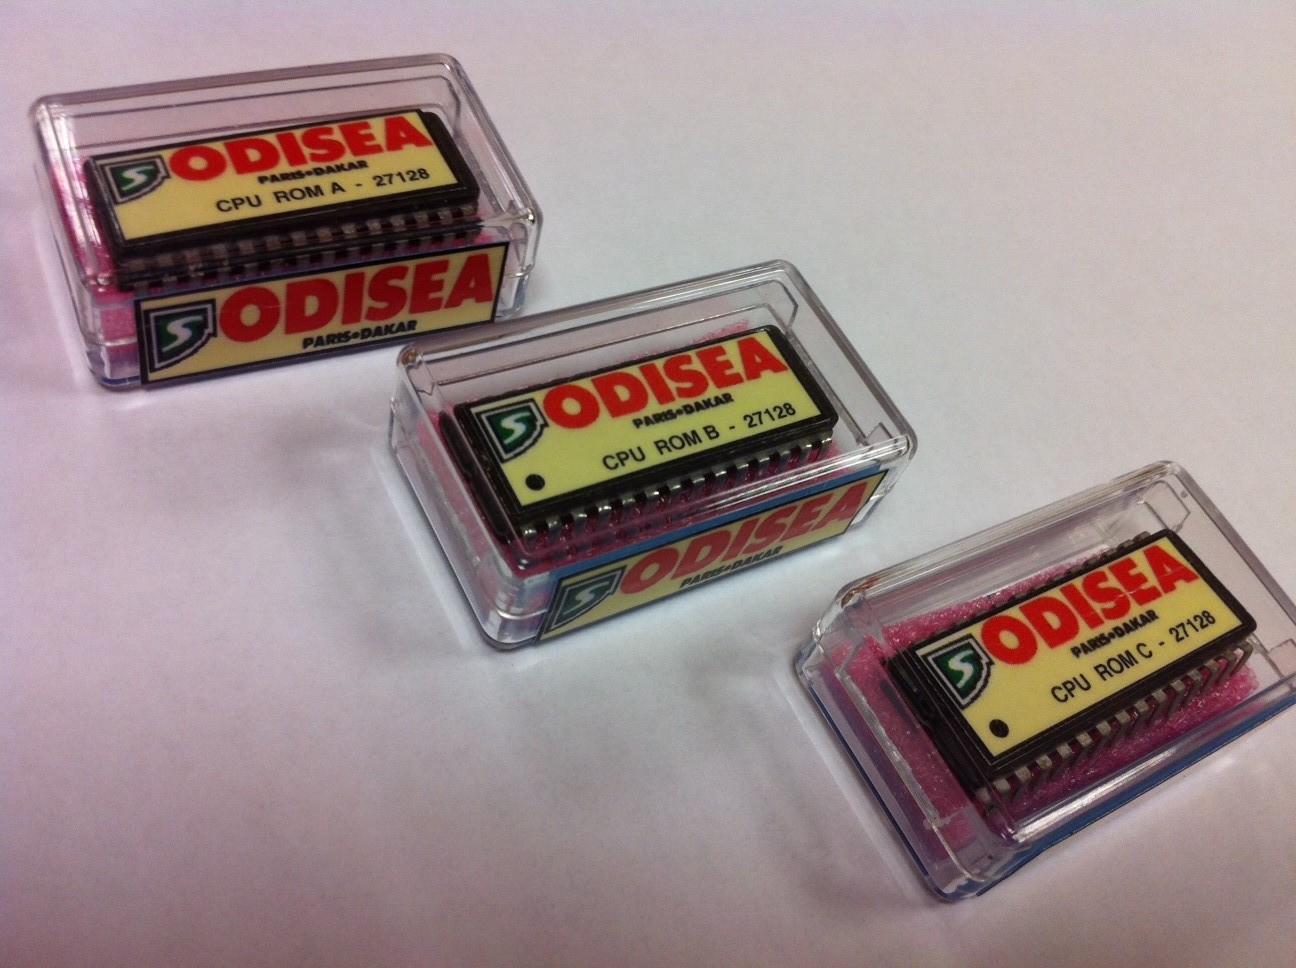 S ODISEA
PARIS•DAKAR
CPU ROM A - 27128
S ODISEA
PARIS•DAKAR
S ODISEA
PARIS•DAKAR
CPU ROM B - 27128
S ODISEA
PARIS•DAKAR
S ODISEA
PARIS•DAKAR
CPU ROM C - 27128